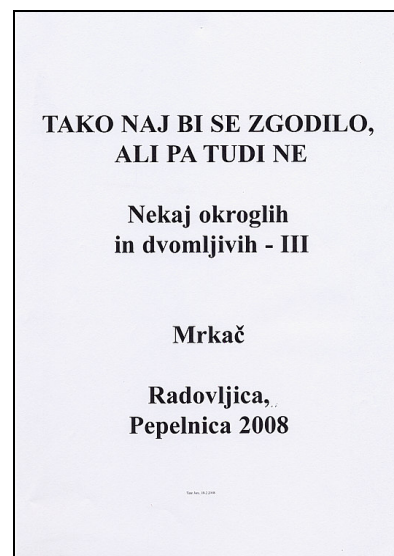 TAKO NAJ BI SE ZGODILO,
ALI PA TUDI NE
Nekaj okroglih
in dvomljivih - III
Mrkač
Radovljica,
Pepelnica 2008